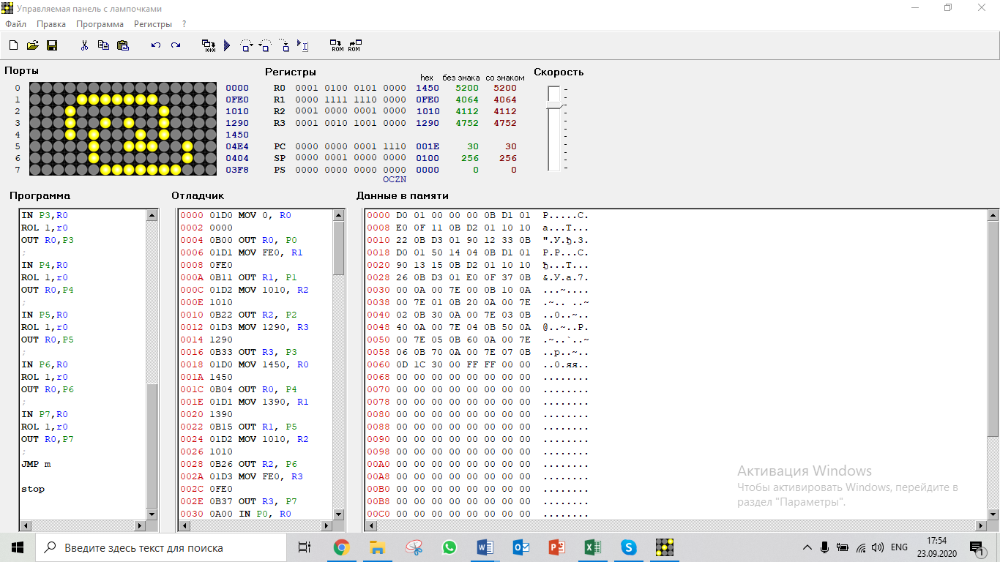 Управляемая панель с лампочками
Файл Правка Программа Регистры ?
Порты
0 0000
1 0FE0
2 1010
3 1290
4 1450
5 04E4
6 0404
7 03F8
Регистры hex без знака со знаком
R0 0001 0100 0101 0000 1450 5200 5200
R1 0000 1111 1110 0000 0FE0 4064 4064
R2 0001 0000 0001 0000 1010 4112 4112
R3 0001 0010 1001 0000 1290 4752 4752
PC 0000 0000 0001 1110 001E 30 30
SP 0000 0001 0000 0000 0100 256 256
PS 0000 0000 0000 0000 0000 0 0
OCZN
Скорость
Программа
IN P3,R0
ROL 1,r0
OUT R0,P3
;
IN P4,R0
ROL 1,r0
OUT R0,P4
;
IN P5,R0
ROL 1,r0
OUT R0,P5
;
IN P6,R0
ROL 1,r0
OUT R0,P6
;
IN P7,R0
ROL 1,r0
OUT R0,P7
;
JMP m
stop
Отладчик
0000 01D0 MOV 0, R0
0002 0000
0004 0B00 OUT R0, P0
0006 01D1 MOV FE0, R1
0008 0FE0
000A 0B11 OUT R1, P1
000C 01D2 MOV 1010, R2
000E 1010
0010 0B22 OUT R2, P2
0012 01D3 MOV 1290, R3
0014 1290
0016 0B33 OUT R3, P3
0018 01D0 MOV 1450, R0
001A 1450
001C 0B04 OUT R0, P4
001E 01D1 MOV 1390, R1
0020 1390
0022 0B15 OUT R1, P5
0024 01D2 MOV 1010, R2
0026 1010
0028 0B26 OUT R2, P6
002A 01D3 MOV FE0, R3
002C 0FE0
002E 0B37 OUT R3, P7
0030 0A00 IN P0, R0
Данные в памяти
0000 D0 01 00 00 00 0B D1 01 Р.....С.
0008 E0 0F 11 0B D2 01 10 10 а...Т...
0010 22 0B D3 01 90 12 33 0B ".У.ђ.3.
0018 D0 01 50 14 04 0B D1 01 Р.P...С.
0020 90 13 15 0B D2 01 10 10 ђ...Т...
0028 26 0B D3 01 E0 0F 37 0B &.У.а.7.
0030 00 0A 00 7E 00 0B 10 0A ...~....
0038 00 7E 01 0B 20 0A 00 7E .~.. ..~
0040 02 0B 30 0A 00 7E 03 0B ..0..~..
0048 40 0A 00 7E 04 0B 50 0A @..~..P.
0050 00 7E 05 0B 60 0A 00 7E .~..`..~
0058 06 0B 70 0A 00 7E 07 0B ..p..~..
0060 0D 1C 30 00 FF FF 00 00 ..0.яя..
0068 00 00 00 00 00 00 00 00 ........
0070 00 00 00 00 00 00 00 00 ........
0078 00 00 00 00 00 00 00 00 ........
0080 00 00 00 00 00 00 00 00 ........
0088 00 00 00 00 00 00 00 00 ........
0090 00 00 00 00 00 00 00 00 ........
0098 00 00 00 00 00 00 00 00 ........
00A0 00 00 00 00 00 00 00 00 ........
00A8 00 00 00 00 00 00 00 00 ........
00B0 00 00 00 00 00 00 00 00 ........
00B8 00 00 00 00 00 00 00 00 ........
00C0 00 00 00 00 00 00 00 00 ........
Активация Windows
Чтобы активировать Windows, перейдите в
раздел "Параметры".
Введите здесь текст для поиска
ENG
17:54
23.09.2020
1